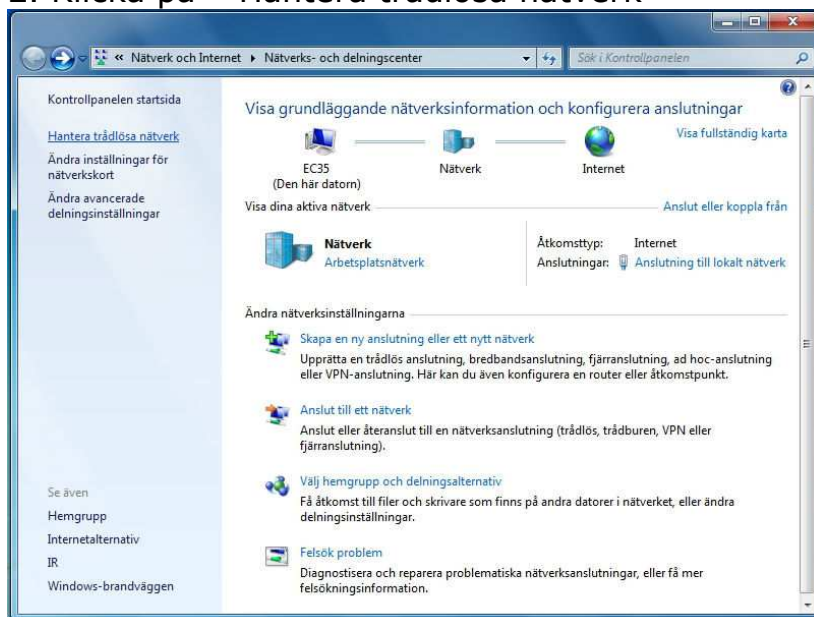 2. Klicka på " Hantera trådlösa nätverk "
« Nätverk och Internet ▸ Nätverks- och delningscenter
Sök i Kontrollpanelen
Kontrollpanelen startsida
Hantera trådlösa nätverk
Ändra inställningar för
nätverkskort
Ändra avancerade
delningsinställningar
Se även
Hemgrupp
Internetalternativ
IR
Windows-brandväggen
Visa grundläggande nätverksinformation och konfigurera anslutningar
Visa fullständig karta
EC35
(Den här datorn)
Nätverk
Internet
Visa dina aktiva nätverk
Anslut eller koppla från
Nätverk
Arbetsplatsnätverk
Åtkomsttyp: Internet
Anslutningar: Anslutning till lokalt nätverk
Ändra nätverksinställningarna
Skapa en ny anslutning eller ett nytt nätverk
Upprätta en trådlös anslutning, bredbandsanslutning, fjärranslutning, ad hoc-anslutning
eller VPN-anslutning. Här kan du även konfigurera en router eller åtkomstpunkt.
Anslut till ett nätverk
Anslut eller återanslut till en nätverksanslutning (trådlös, trådburen, VPN eller
fjärranslutning).
Välj hemgrupp och delningsalternativ
Få åtkomst till filer och skrivare som finns på andra datorer i nätverket, eller ändra
delningsinställningar.
Felsök problem
Diagnostisera och reparera problematiska nätverksanslutningar, eller få mer
felsökningsinformation.